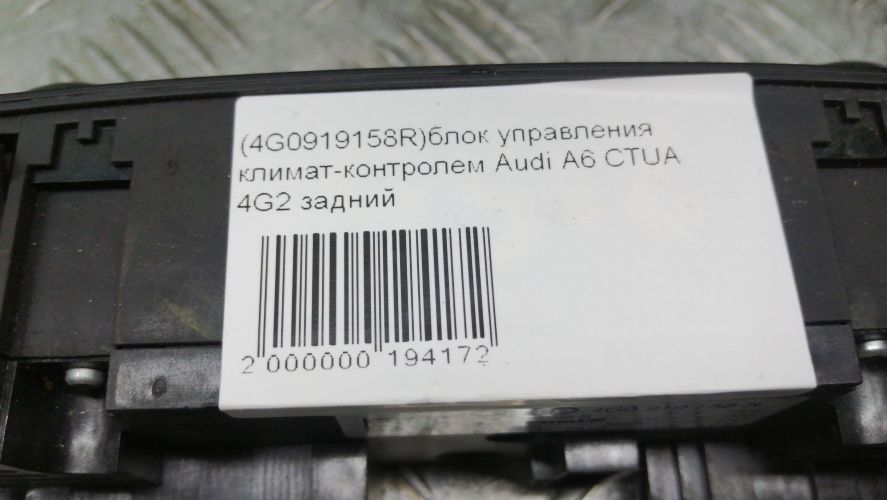 (4G0919158R)блок управления
климат-контролем Audi A6 CTUA
4G2 задний
2 000000 194172